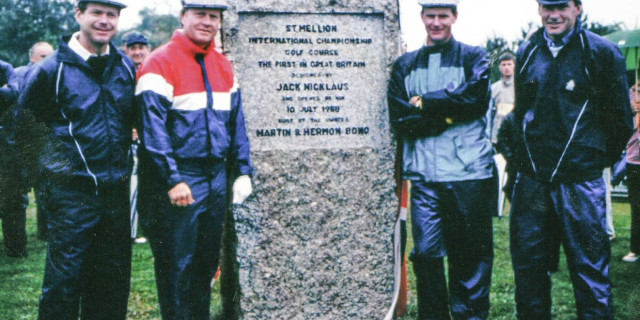 ST. MELLION
INTERNATIONAL CHAMPIONSHIP
GOLF COURSE
THE FIRST IN GREAT BRITAIN
DESIGNED BY
JACK NICKLAUS
AND OPENED BY HIM
10 JULY 1988
BUILT BY THE OWNERS
MARTIN & HERMON BOND